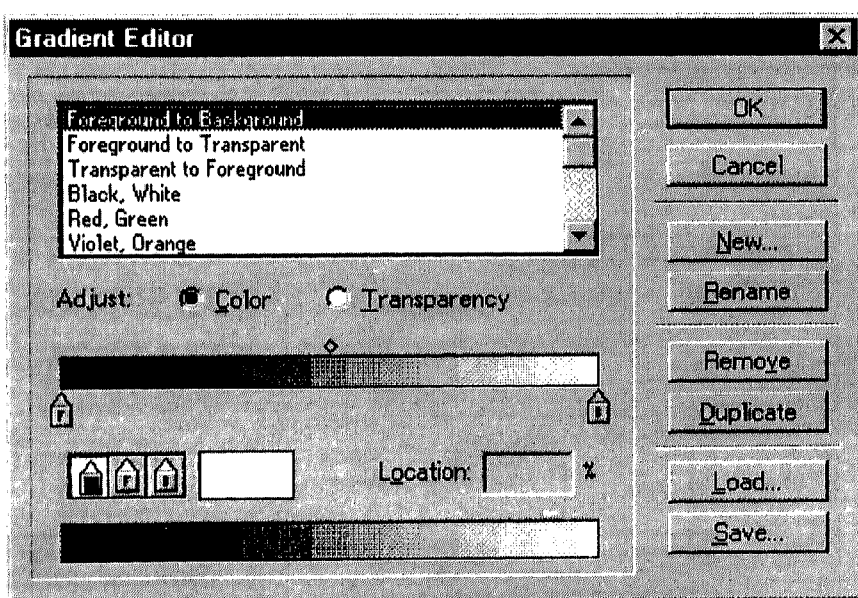 Gradient Editor
Foreground to Background
Foreground to Transparent
Transparent to Foreground
Black, White
Red, Green
Violet, Orange
Adjust: Color Transparency
F
Location: %
F
OK
Cancel
New...
Rename
Remove
Duplicate
Load...
Save...